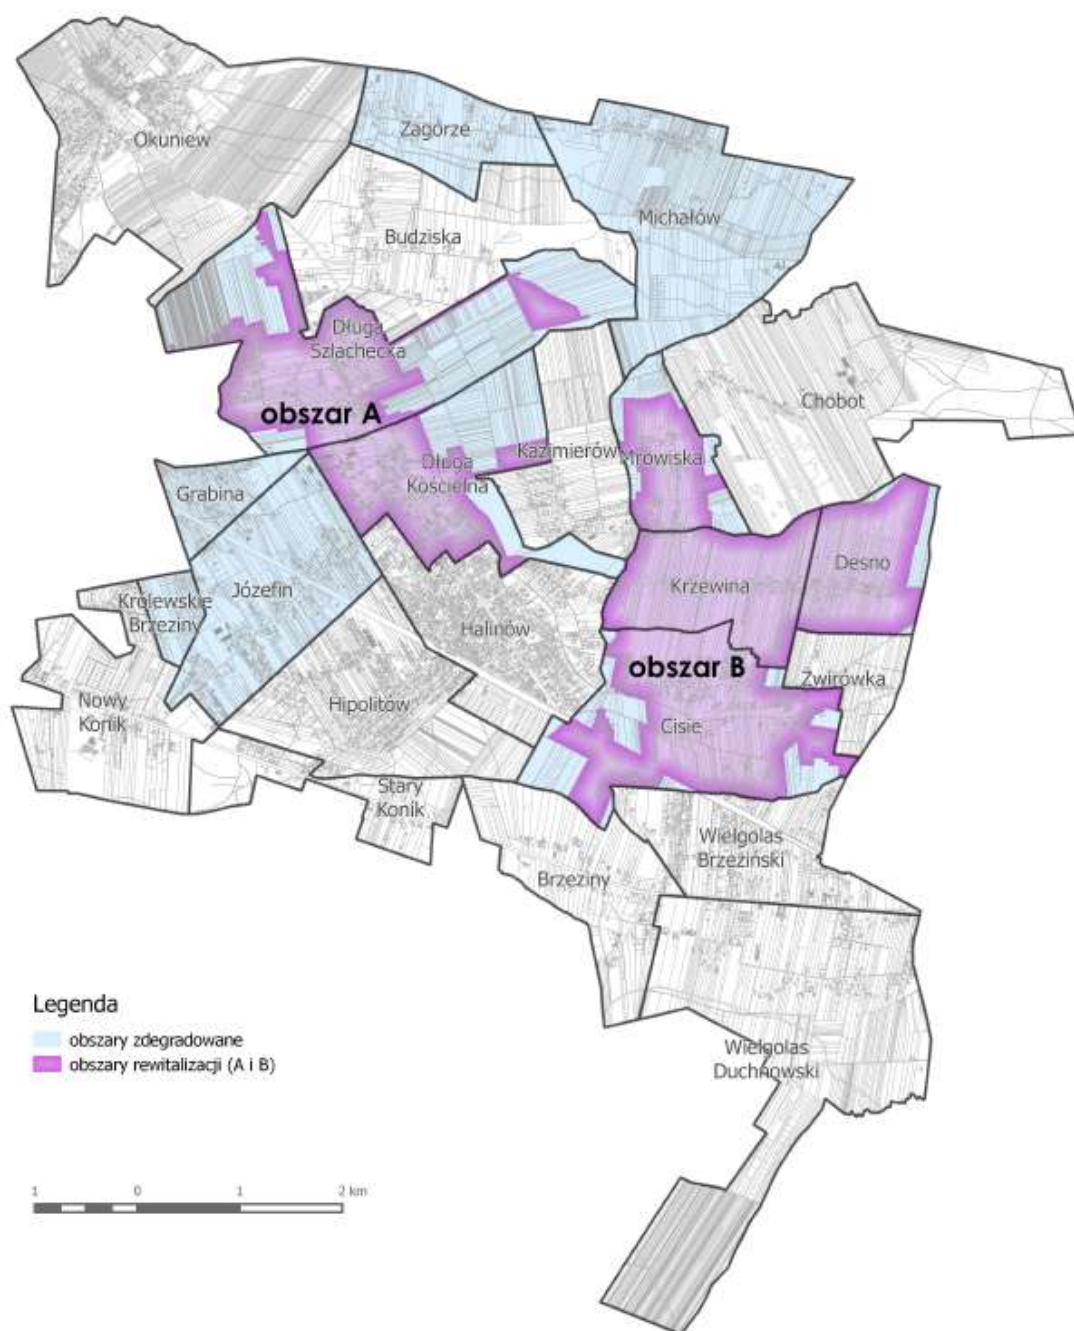 Okuniew
Zagórze
Michałów
Budziska
Długa
Szlachecka
obszar A
Chobot
Długa
Kościelna
Kazimierów
Mrowiska
Grabina
Józefin
Królewskie
Brzeziny
Krzewina
Desno
Halinów
obszar B
Żwirówka
Nowy
Konik
Hipolitów
Cisie
Stary
Konik
Wielgolas
Brzeziński
Brzeziny
Legenda
obszary zdegradowane
obszary rewitalizacji (A i B)
Wielgolas
Duchnowski
1 0 1 2 km